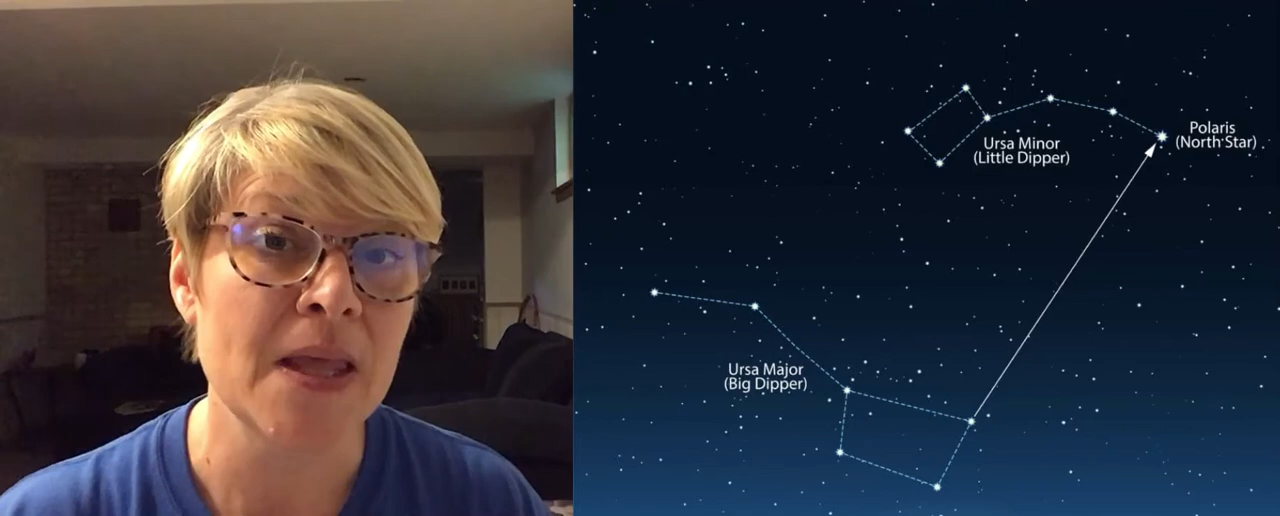 Polaris
(North Star)
Ursa Minor
(Little Dipper)
Ursa Major
(Big Dipper)